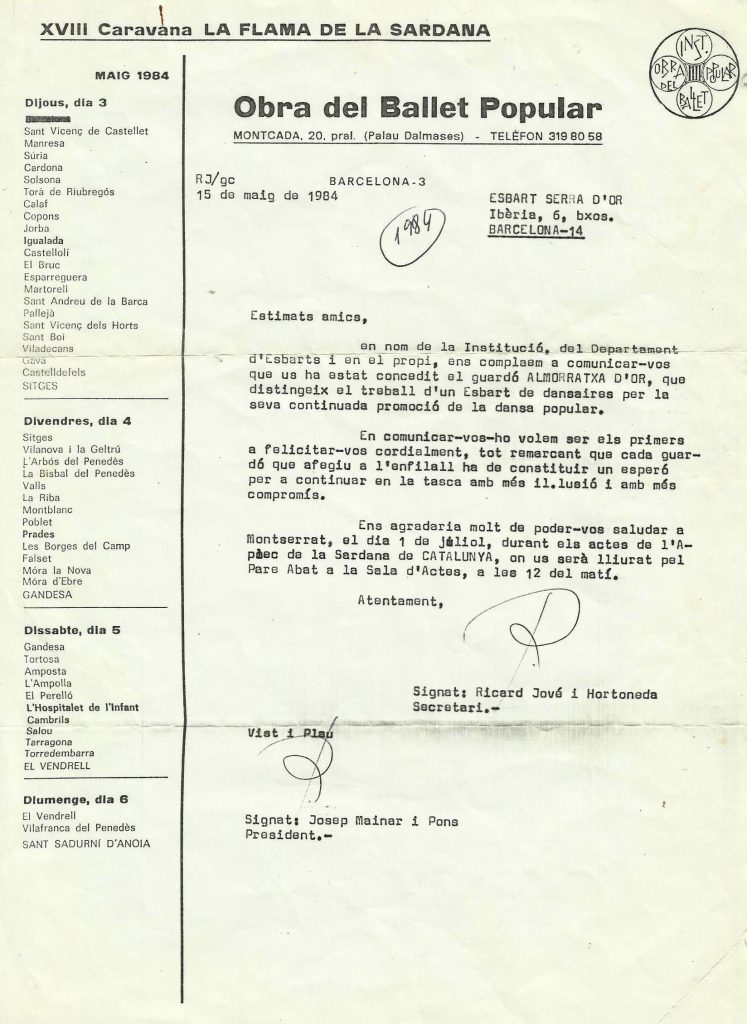 XVIII Caravana LA FLAMA DE LA SARDANA
INST.
OBRA POPULAR
DEL
BALLET
MAIG 1984
Dijous, dia 3
Barcelona
Sant Vicenç de Castellet
Manresa
Súria
Cardona
Solsona
Torà de Riubregós
Calaf
Copons
Jorba
Igualada
Castellolí
El Bruc
Esparreguera
Martorell
Sant Andreu de la Barca
Pallejà
Sant Vicenç dels Horts
Sant Boi
Viladecans
Gavà
Castelldefels
SITGES
Divendres, dia 4
Sitges
Vilanova i la Geltrú
L'Arbós del Penedès
La Bisbal del Penedès
Valls
La Riba
Montblanc
Poblet
Prades
Les Borges del Camp
Falset
Móra la Nova
Móra d'Ebre
GANDESA
Dissabte, dia 5
Gandesa
Tortosa
Amposta
L'Ampolla
El Perelló
L'Hospitalet de l'Infant
Cambrils
Salou
Tarragona
Torredembarra
EL VENDRELL
Diumenge, dia 6
El Vendrell
Vilafranca del Penedès
SANT SADURNÍ D'ANOIA
Obra del Ballet Popular
MONTCADA, 20, pral. (Palau Dalmases) - TELÈFON 319 80 58
RJ/gc BARCELONA-3
15 de maig de 1984
1984
ESBART SERRA D'OR
Ibèria, 6, bxos.
BARCELONA-14
Estimats amics,
en nom de la Institució, del Departament
d'Esbarts i en el propi, ens complaem a comunicar-vos
que us ha estat concedit el guardó ALMORRATXA D'OR, que
distingeix el treball d'un Esbart de dansaires per la
seva continuada promoció de la dansa popular.
En comunicar-vos-ho volem ser els primers
a felicitar-vos cordialment, tot remarcant que cada guar-
dó que afegiu a l'enfilall ha de constituir un esperó
per a continuar en la tasca amb més il.lusió i amb més
compromís.
Ens agradaria molt de poder-vos saludar a
Montserrat, el dia 1 de júliol, durant els actes de l'A-
plec de la Sardana de CATALUNYA, on us serà lliurat pel
Pare Abat a la Sala d'Actes, a les 12 del matí.
Atentament,
Signat: Ricard Jové i Hortoneda
Secretari.-
Vist i Plau
Signat: Josep Mainar i Pons
President.-